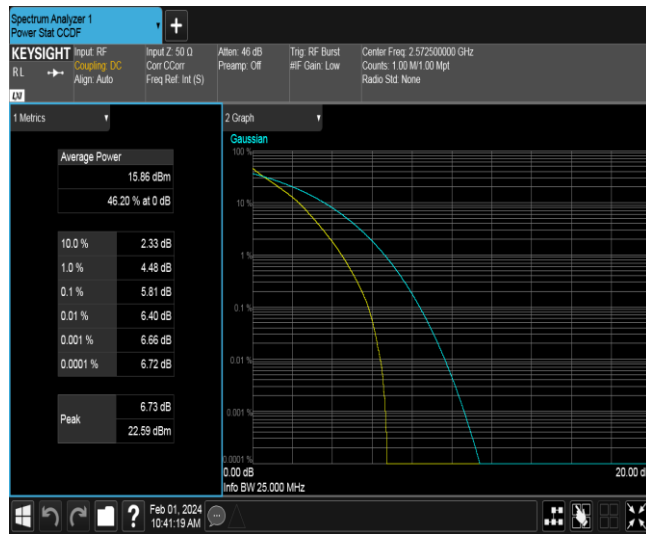 Spectrum Analyzer 1
Power Stat CCDF
+
KEYSIGHT
RL
LXI
Input: RF
Coupling: DC
Align: Auto
Input Z: 50 Ω
Corr CCorr
Freq Ref: Int (S)
Atten: 46 dB
Preamp: Off
Trig: RF Burst
#IF Gain: Low
Center Freq: 2.572500000 GHz
Counts: 1.00 M/1.00 Mpt
Radio Std: None
1 Metrics
Average Power
15.86 dBm
46.20 % at 0 dB
10.0 % 2.33 dB
1.0 % 4.48 dB
0.1 % 5.81 dB
0.01 % 6.40 dB
0.001 % 6.66 dB
0.0001 % 6.72 dB
Peak
6.73 dB
22.59 dBm
2 Graph
Gaussian
100 %
10 %
1 %
0.1 %
0.01 %
0.001 %
0.0001 %
0.00 dB 20.00 d
Info BW 25.000 MHz
?
Feb 01, 2024
10:41:19 AM